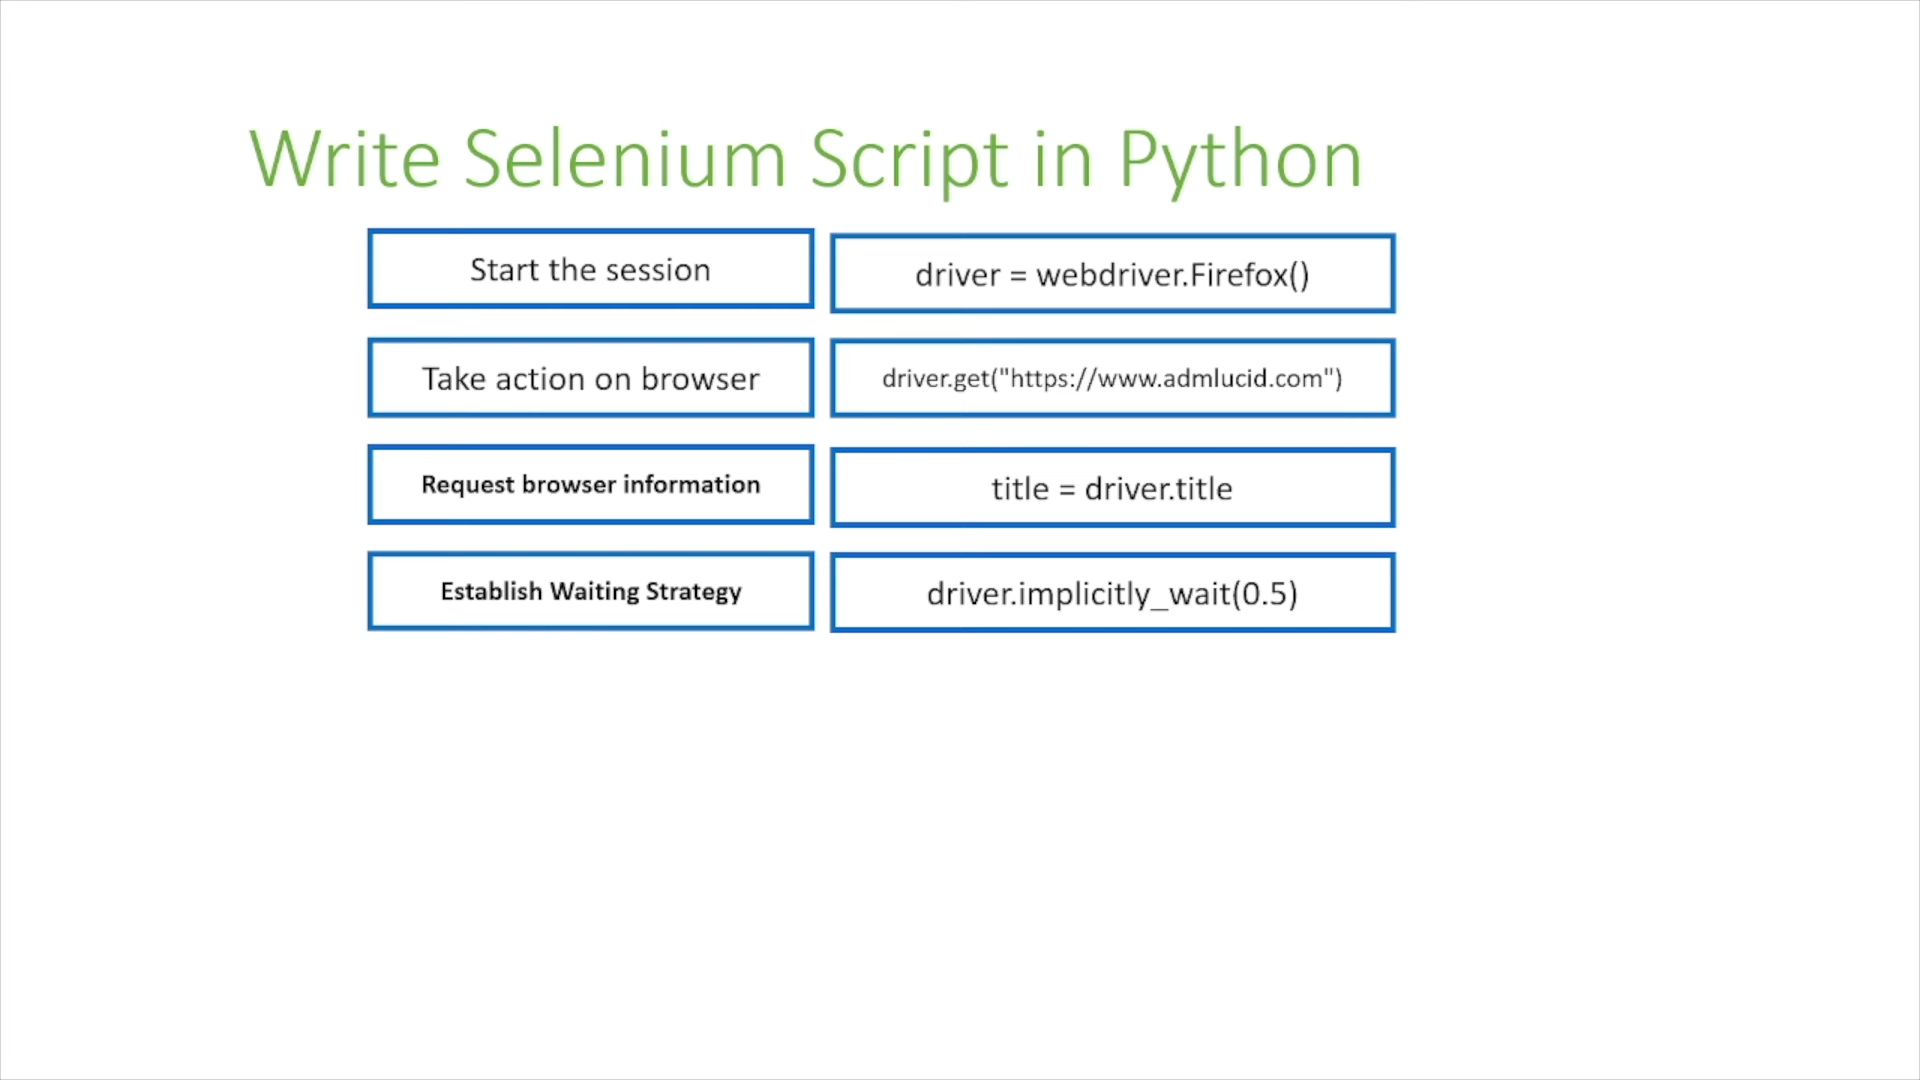 Write Selenium Script in Python
Start the session
driver = webdriver.Firefox()
Take action on browser
driver.get("https://www.admlucid.com")
Request browser information
title = driver.title
Establish Waiting Strategy
driver.implicitly_wait(0.5)